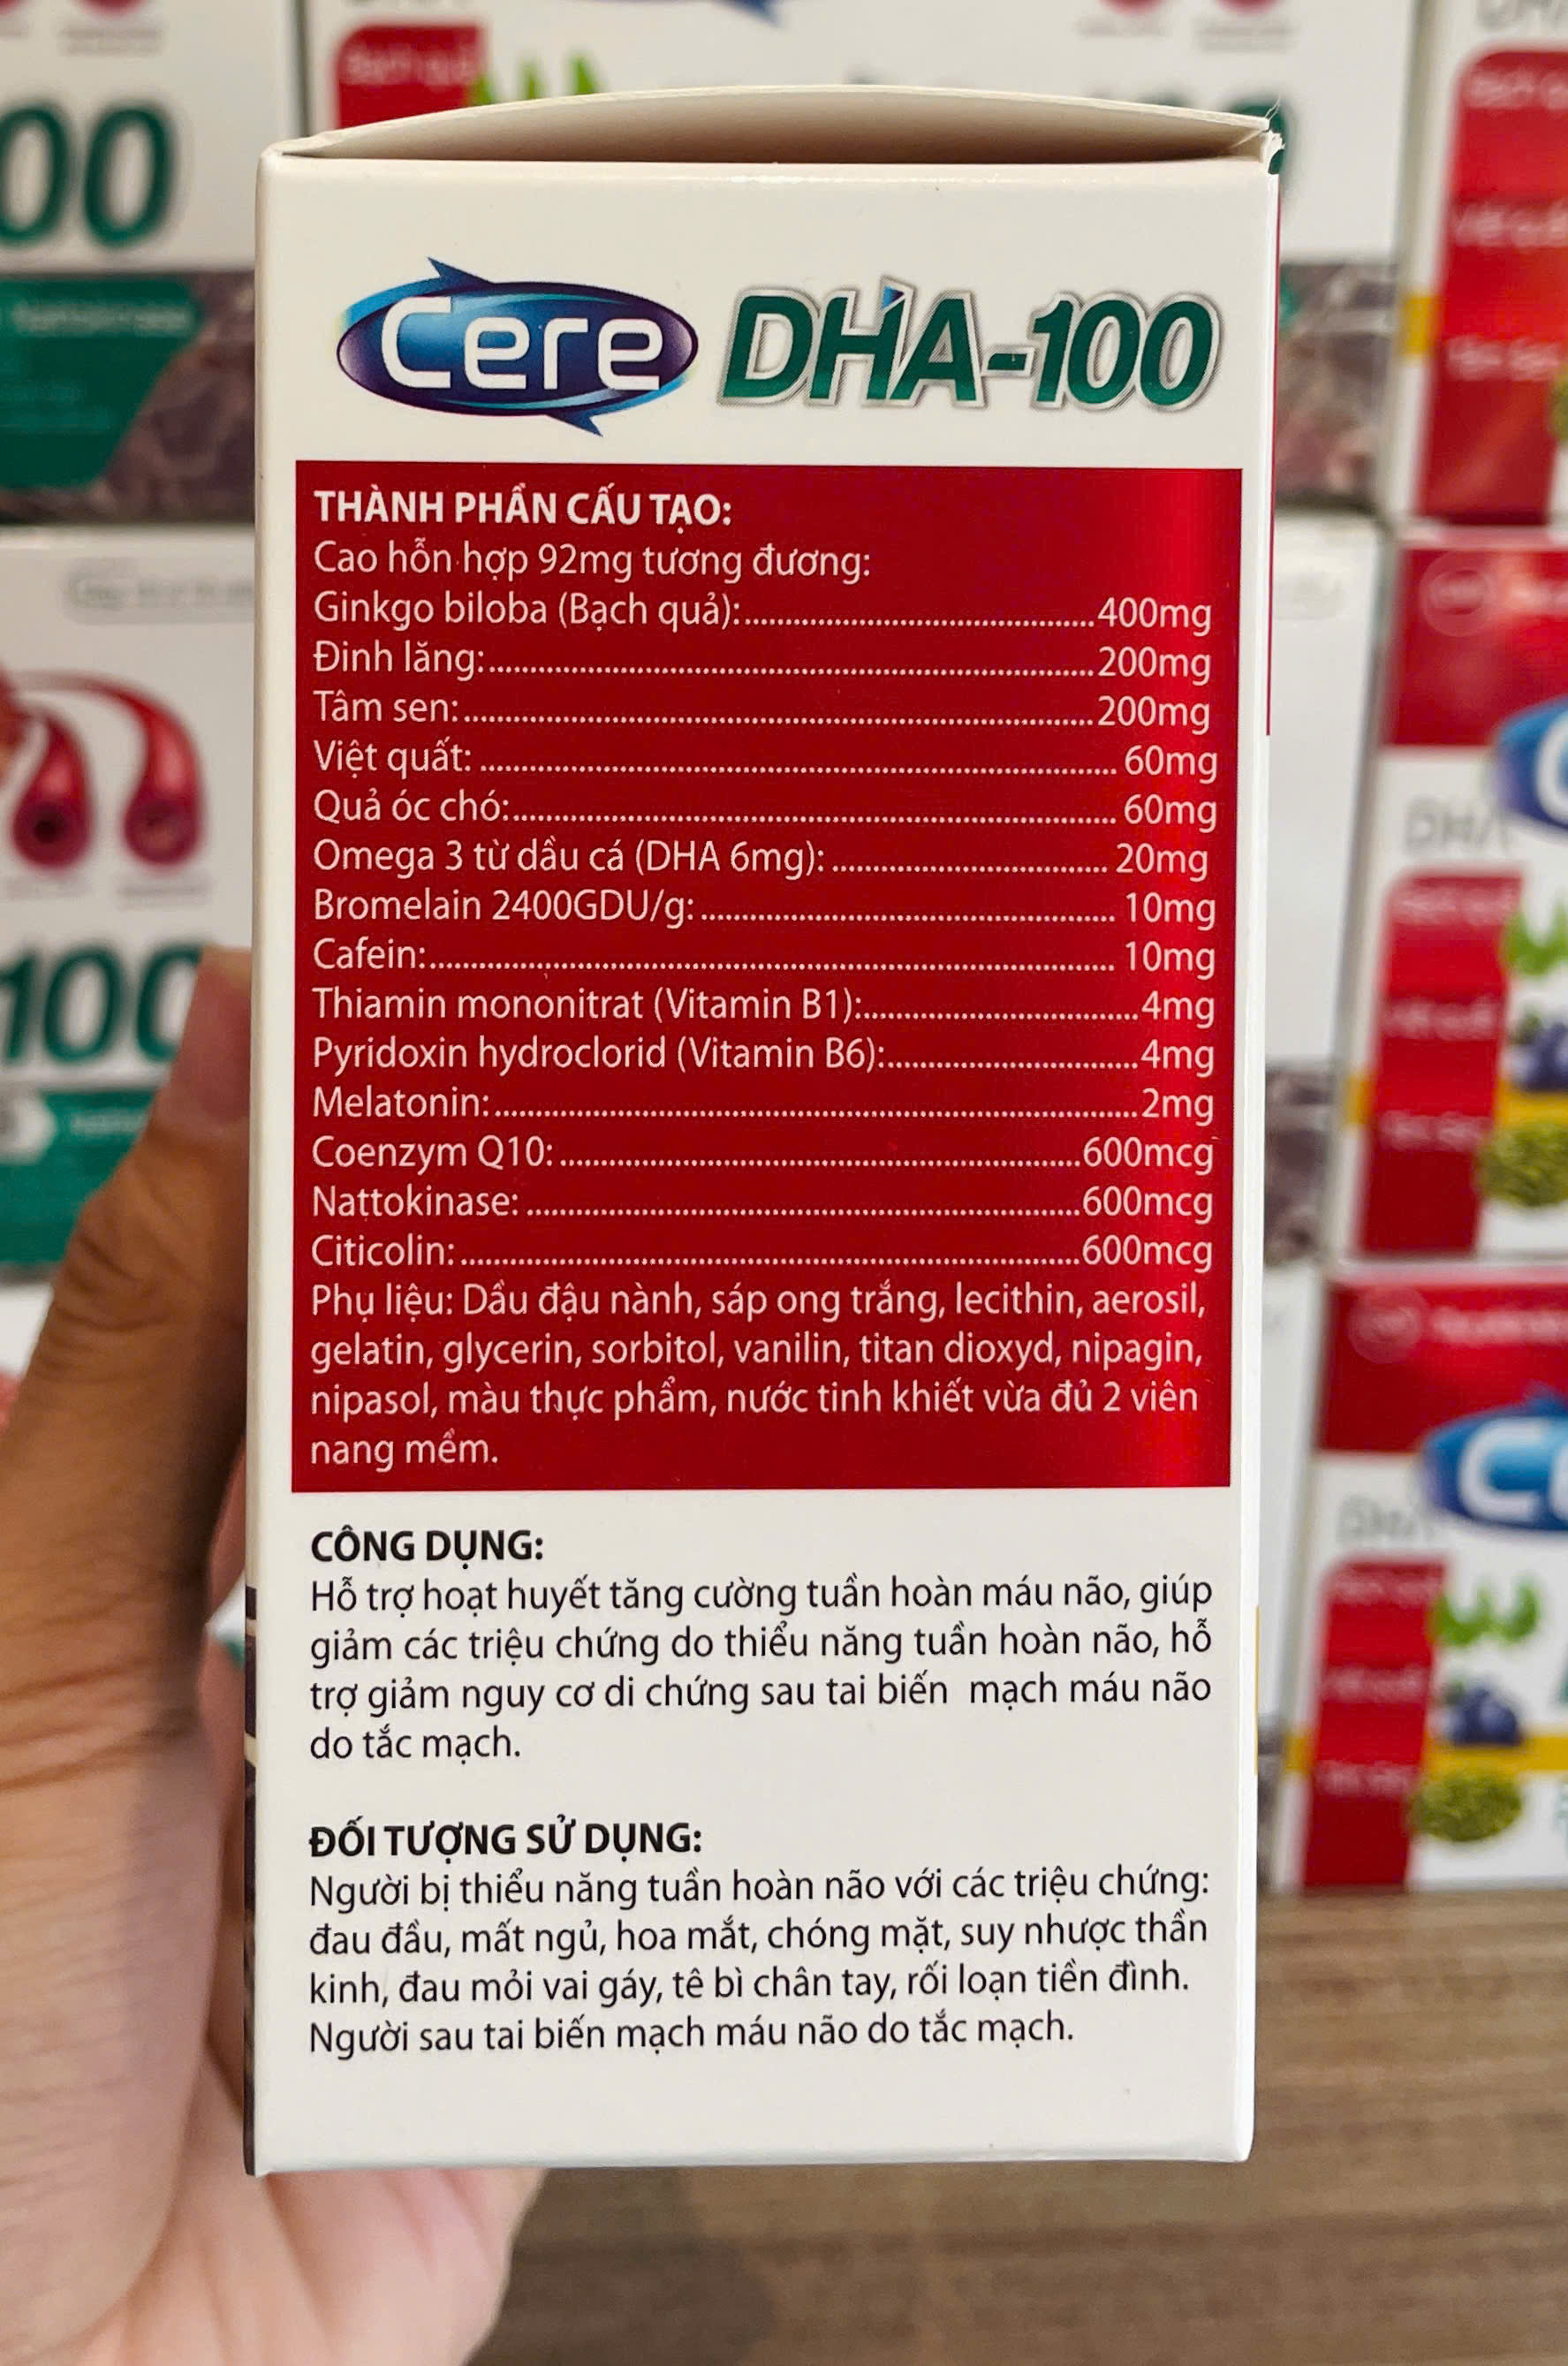 Cere DHA-100
THÀNH PHẦN CẤU TẠO:
Cao hỗn hợp 92mg tương đương:
Ginkgo biloba (Bạch quả):..........400mg
Đinh lăng:..........200mg
Tâm sen:..........200mg
Việt quất:..........60mg
Quả óc chó:..........60mg
Omega 3 từ dầu cá (DHA 6mg):..........20mg
Bromelain 2400GDU/g:..........10mg
Cafein:..........10mg
Thiamin mononitrat (Vitamin B1):..........4mg
Pyridoxin hydroclorid (Vitamin B6):..........4mg
Melatonin:..........2mg
Coenzym Q10:..........600mcg
Nattokinase:..........600mcg
Citicolin:..........600mcg
Phụ liệu: Dầu đậu nành, sáp ong trắng, lecithin, aerosil,
gelatin, glycerin, sorbitol, vanilin, titan dioxyd, nipagin,
nipasol, màu thực phẩm, nước tinh khiết vừa đủ 2 viên
nang mềm.
CÔNG DỤNG:
Hỗ trợ hoạt huyết tăng cường tuần hoàn máu não, giúp
giảm các triệu chứng do thiểu năng tuần hoàn não, hỗ
trợ giảm nguy cơ di chứng sau tai biến mạch máu não
do tắc mạch.
ĐỐI TƯỢNG SỬ DỤNG:
Người bị thiểu năng tuần hoàn não với các triệu chứng:
đau đầu, mất ngủ, hoa mắt, chóng mặt, suy nhược thần
kinh, đau mỏi vai gáy, tê bì chân tay, rối loạn tiền đình.
Người sau tai biến mạch máu não do tắc mạch.
00
100